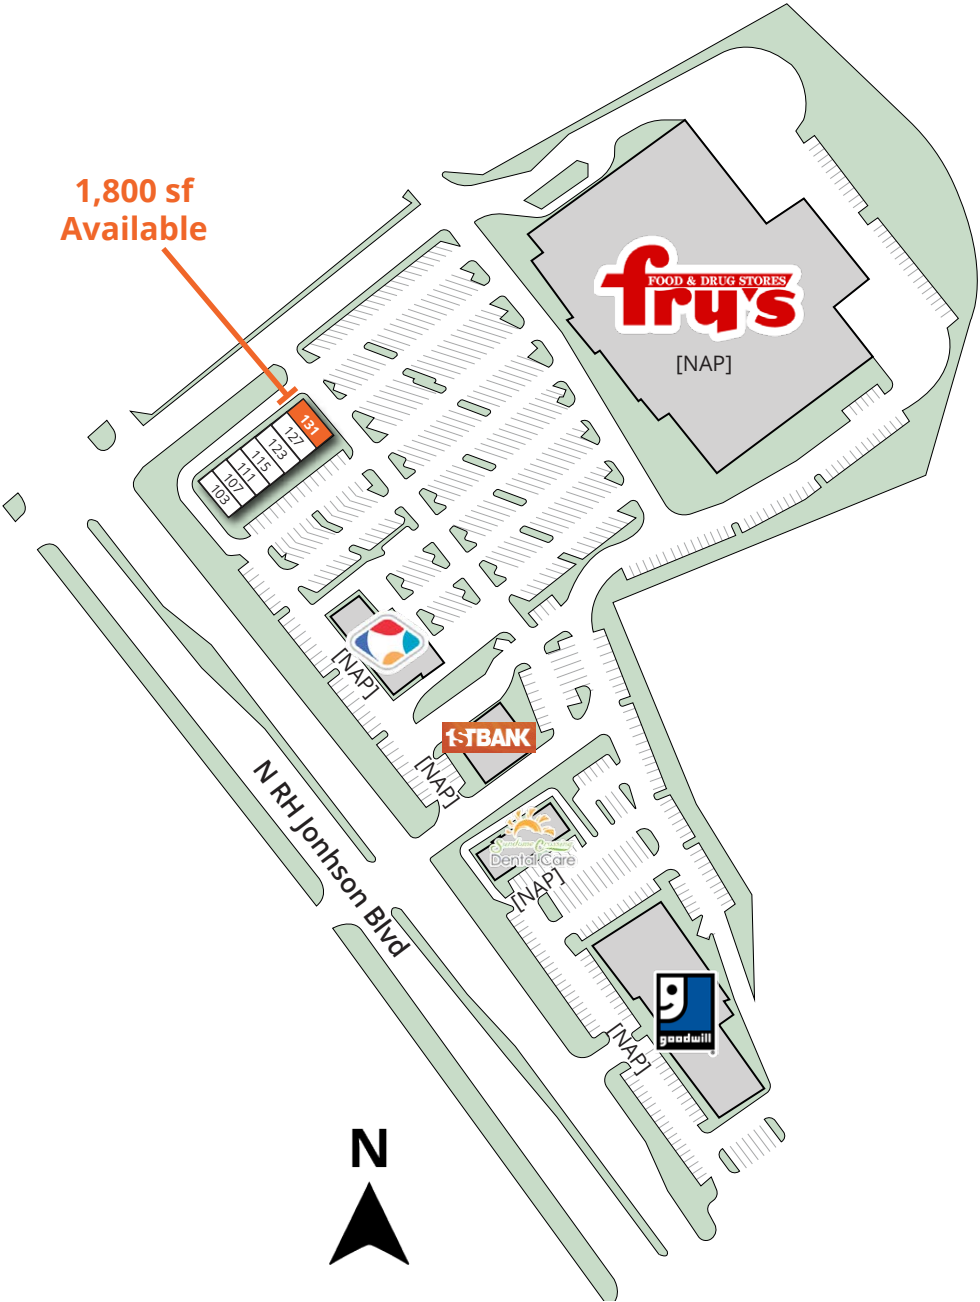 1,800 sf
Available
fry's
FOOD & DRUG STORES
[NAP]
131
127
123
115
111
107
103
[NAP]
1STBANK
[NAP]
Dental Care
[NAP]
N RH Jonhson Blvd
goodwill
[NAP]
N